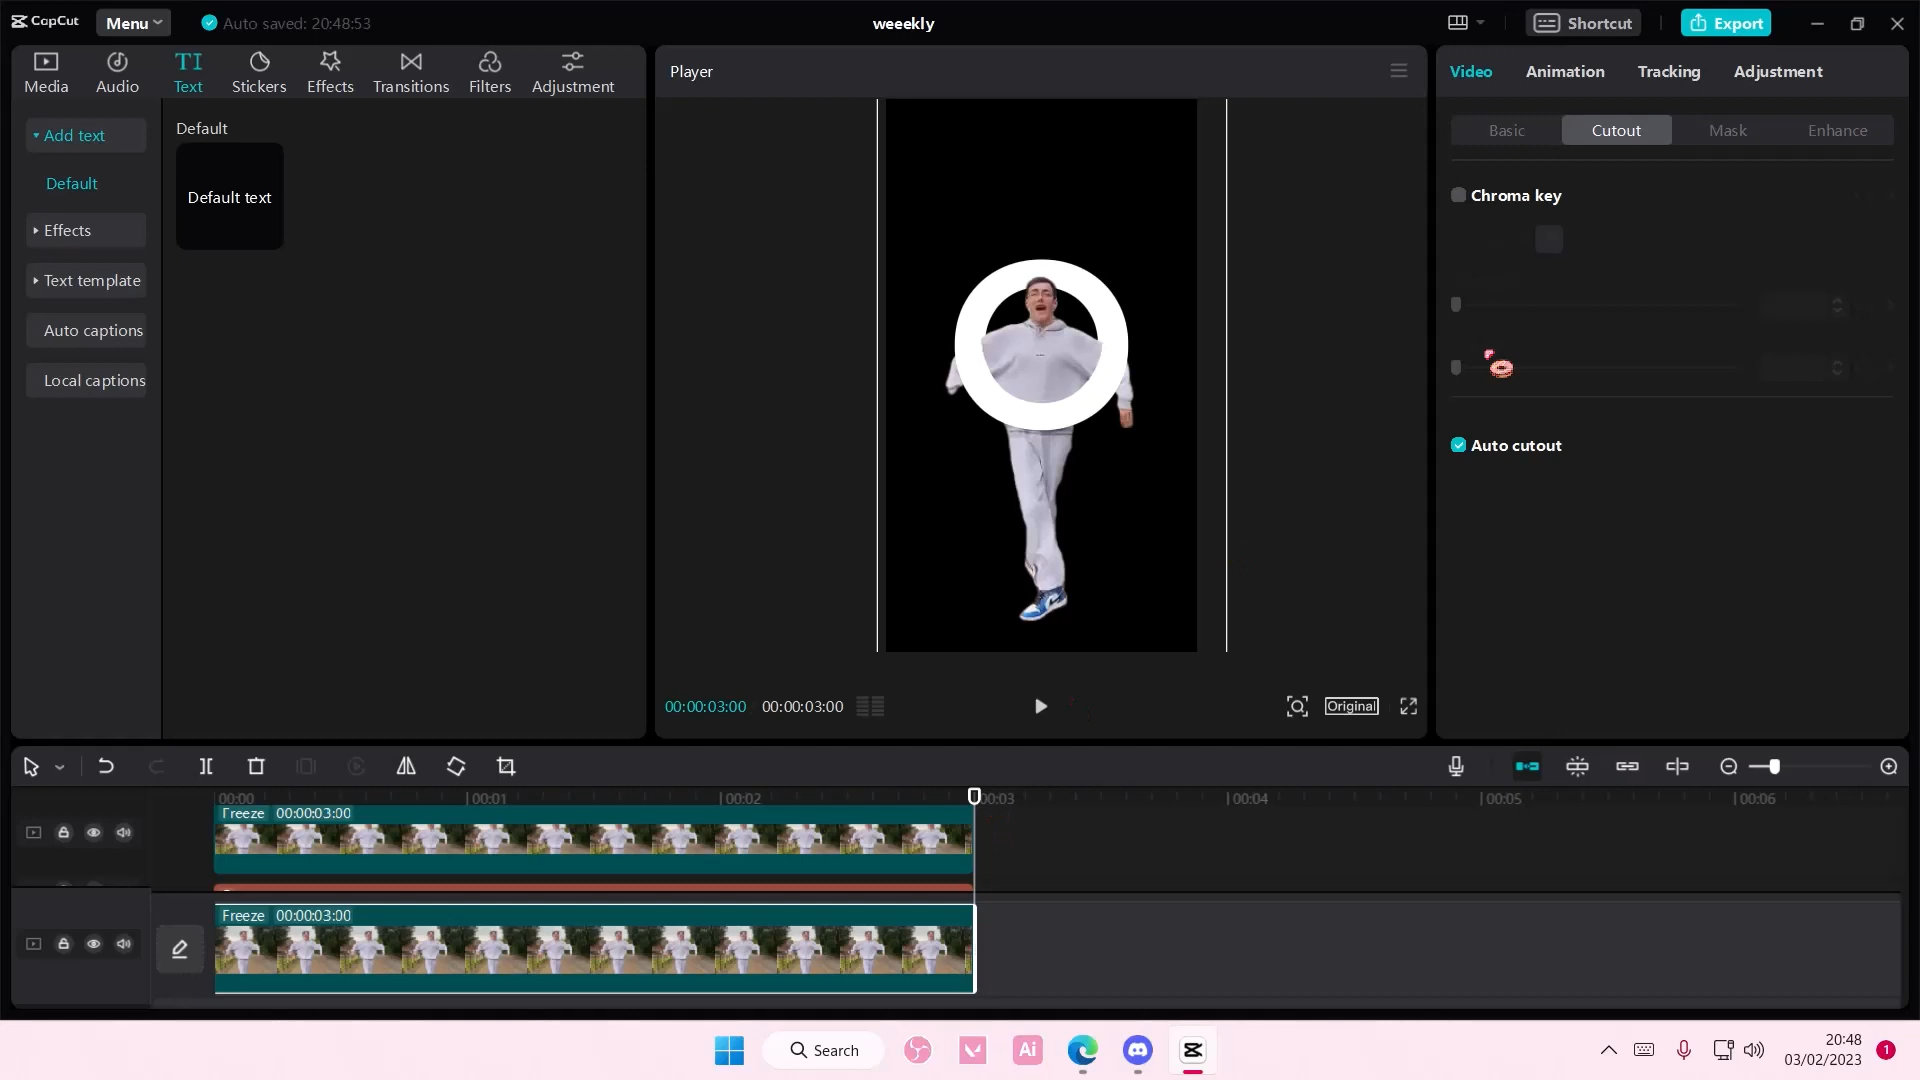 CapCut
Menu
Auto saved: 20:48:53
weeekly
Shortcut
Export
Media
Audio
TI
Text
Stickers
Effects
Transitions
Filters
Adjustment
Add text
Default
Effects
Text template
Auto captions
Local captions
Default
Default text
Player
00:00:03:00
00:00:03:00
Original
Video
Animation
Tracking
Adjustment
Basic
Cutout
Mask
Enhance
Chroma key
Auto cutout
00:00
00:01
00:02
00:03
00:04
00:05
00:06
Freeze 00:00:03:00
Freeze 00:00:03:00
Search
Ai
20:48
03/02/2023
1